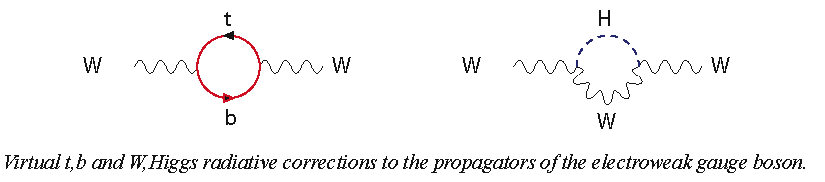 t H
W W W W
b W
Virtual t,b and W,Higgs radiative corrections to the propagators of the electroweak gauge boson.